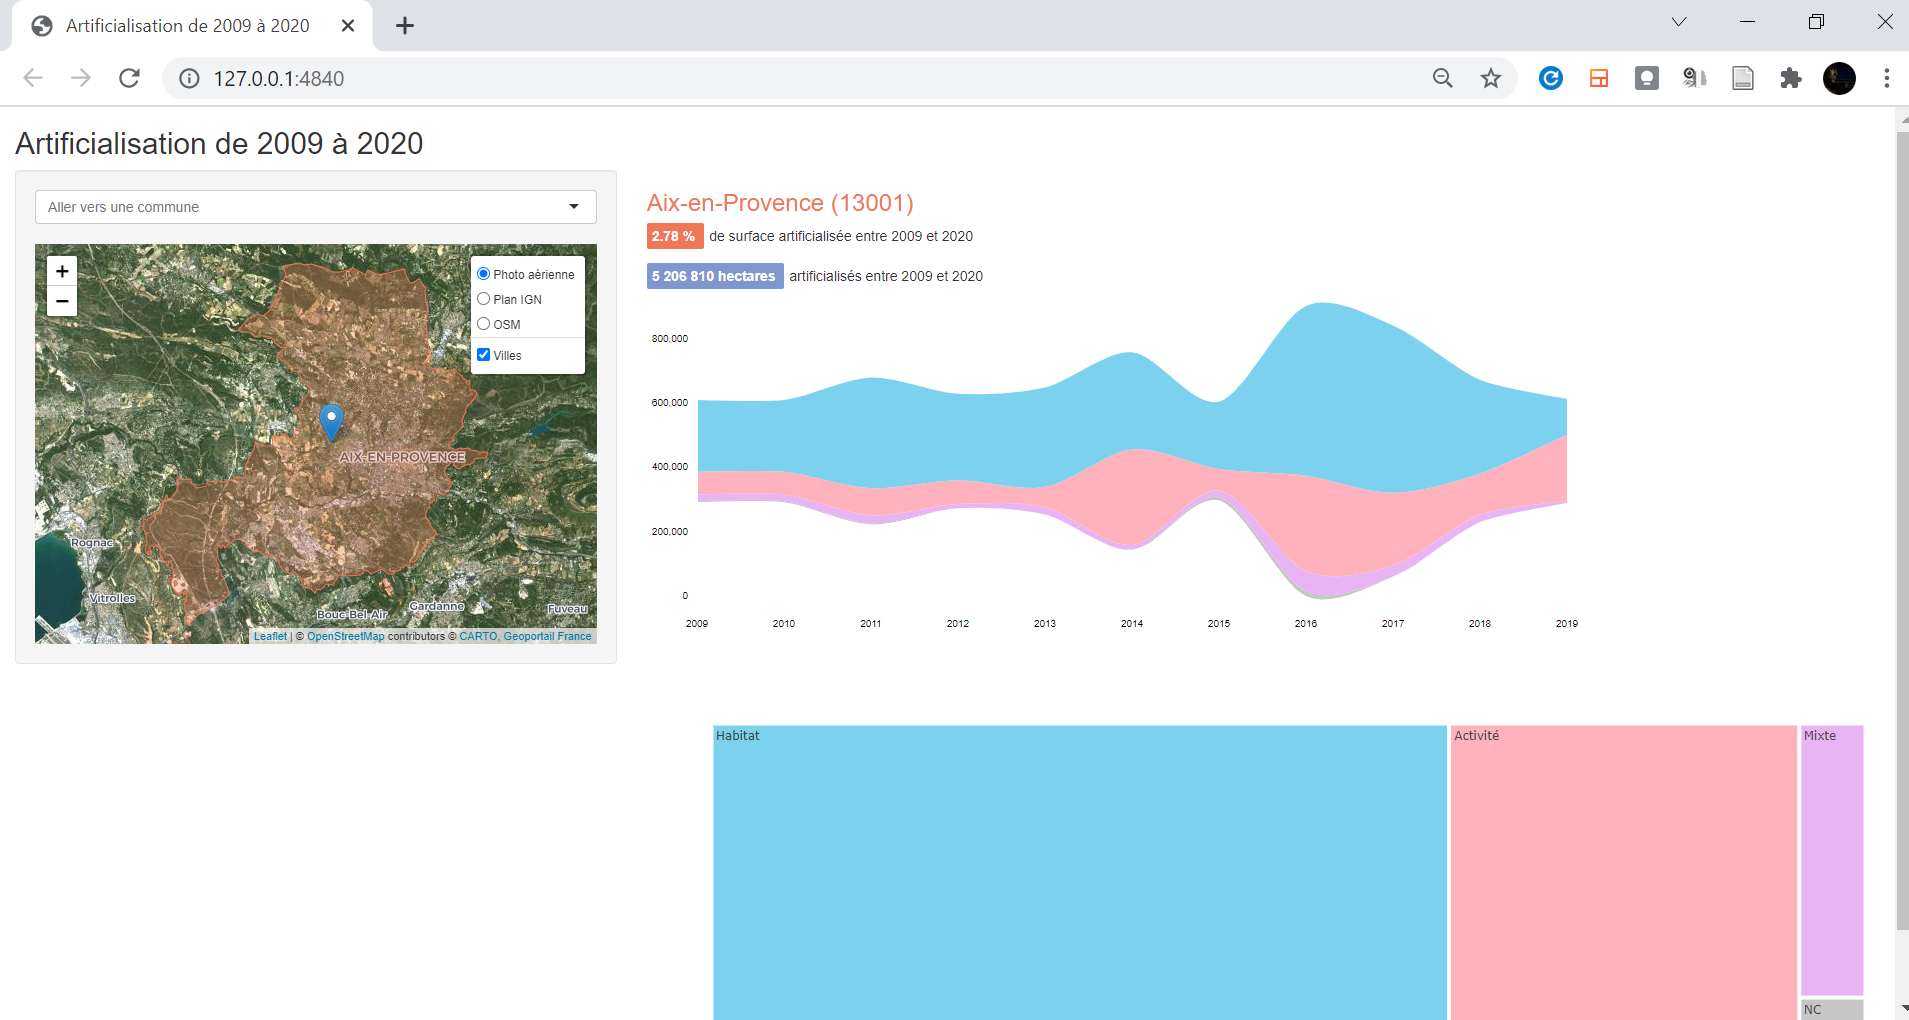 Artificialisation de 2009 à 2020
127.0.0.1:4840
Artificialisation de 2009 à 2020
Aller vers une commune
+
−
Photo aérienne
Plan IGN
OSM
Villes
AIX-EN-PROVENCE
Rognac
Vitrolles
Bouc-Bel-Air
Gardanne
Fuveau
Leaflet | © OpenStreetMap contributors © CARTO, Geoportail France
Aix-en-Provence (13001)
2.78 % de surface artificialisée entre 2009 et 2020
5 206 810 hectares artificialisés entre 2009 et 2020
800,000
600,000
400,000
200,000
0
2009 2010 2011 2012 2013 2014 2015 2016 2017 2018 2019
Habitat Activité Mixte
NC